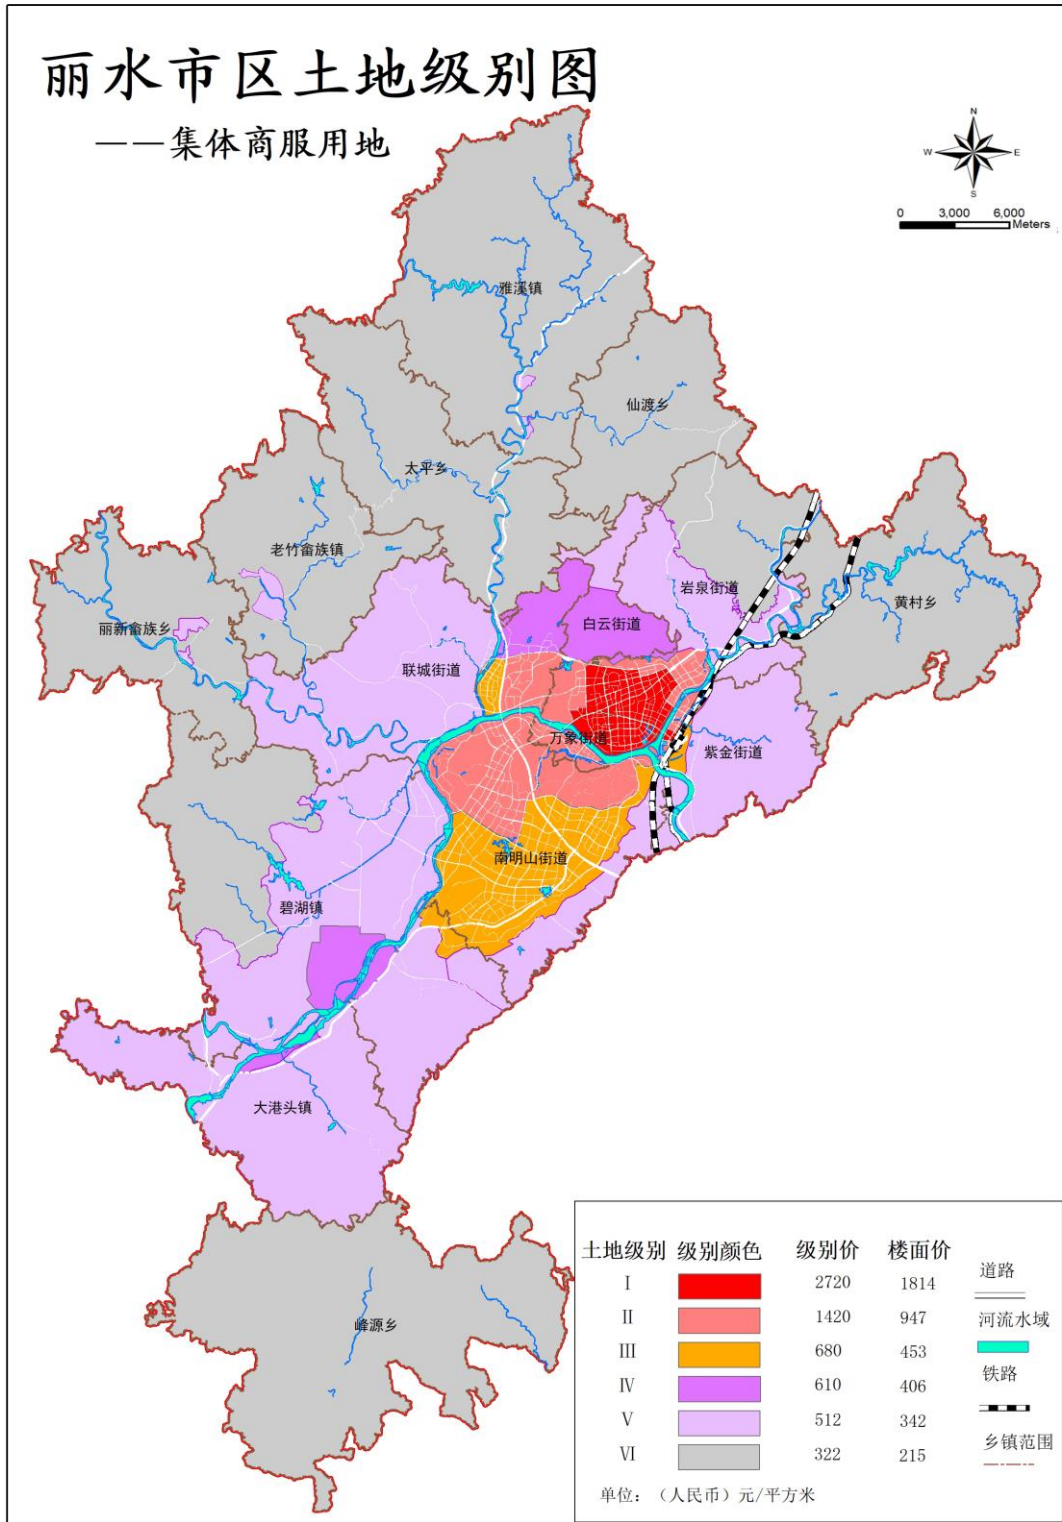 丽水市区土地级别图
——集体商服用地
N
W
E
S
0 3,000 6,000
Meters
雅溪镇
仙渡乡
太平乡
老竹畲族镇
岩泉街道
黄村乡
白云街道
丽新畲族乡
联城街道
万象街道
紫金街道
南明山街道
碧湖镇
大港头镇
峰源乡
土地级别 级别颜色 级别价 楼面价
I 2720 1814
II 1420 947
III 680 453
IV 610 406
V 512 342
VI 322 215
道路
河流水域
铁路
乡镇范围
单位：（人民币）元/平方米